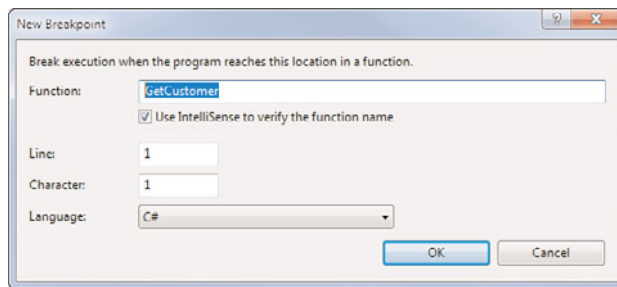 New Breakpoint
Break execution when the program reaches this location in a function.
Function: GetCustomer
Use IntelliSense to verify the function name
Line: 1
Character: 1
Language: C#
OK Cancel